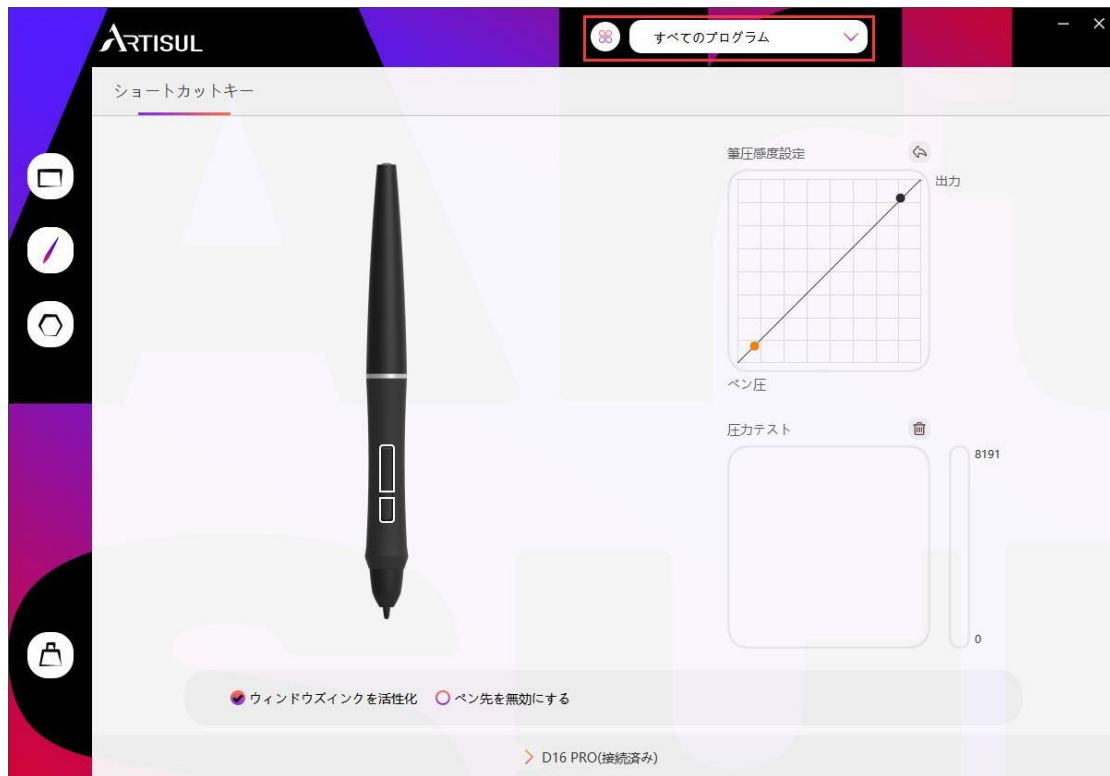 ARTISUL
すべてのプログラム
ショートカットキー
筆圧感度設定
出力
ペン圧
圧力テスト
8191
0
ウィンドウズインクを活性化
ペン先を無効にする
D16 PRO(接続済み)